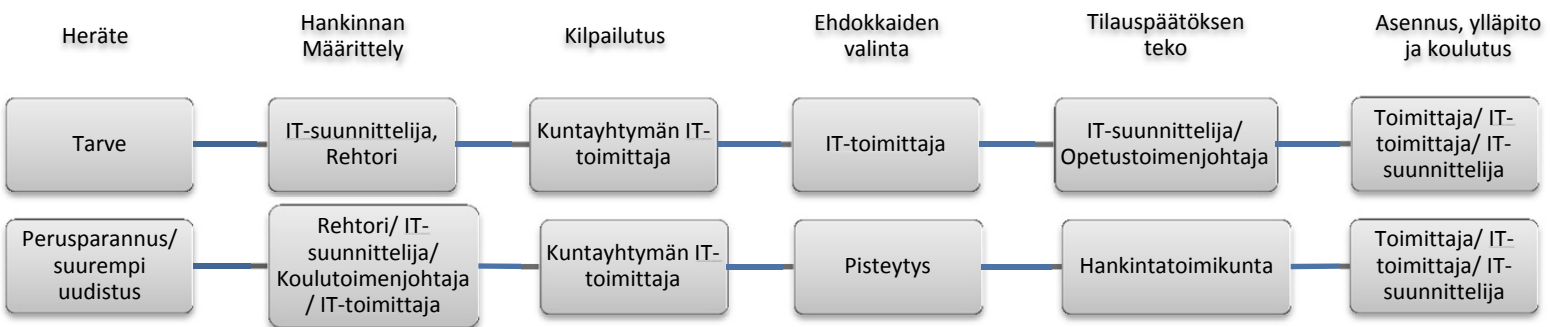 Heräte
Hankinnan
Määrittely
Kilpailutus
Ehdokkaiden
valinta
Tilauspäätöksen
teko
Asennus, ylläpito
ja koulutus
Tarve
IT-suunnittelija,
Rehtori
Kuntayhtymän IT-
toimittaja
IT-toimittaja
IT-suunnittelija/
Opetustoimenjohtaja
Toimittaja/ IT-
toimittaja/ IT-
suunnittelija
Perusparannus/
suurempi
uudistus
Rehtori/ IT-
suunnittelija/
Koulutoimenjohtaja
/ IT-toimittaja
Kuntayhtymän IT-
toimittaja
Pisteytys
Hankintatoimikunta
Toimittaja/ IT-
toimittaja/ IT-
suunnittelija